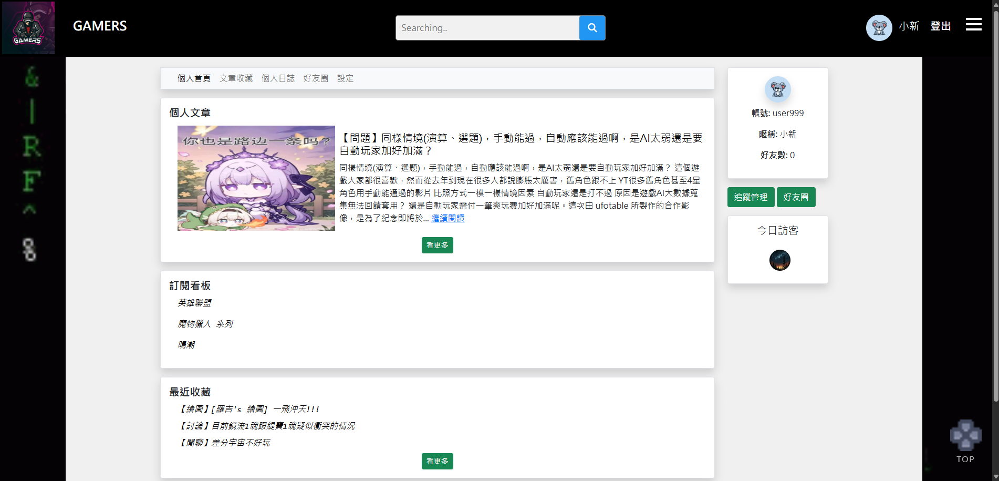 GAMERS
GAMERS
Searching..
小新
登出
&
|
R
F
^
8
個人首頁
文章收藏
個人日誌
好友圈
設定
個人文章
你也是路边一条吗?
【問題】同樣情境(演算、選題)，手動能過，自動應該能過啊，是AI太弱還是要
自動玩家加好加滿？
同樣情境(演算、選題)，手動能過，自動應該能過啊，是AI太弱還是要自動玩家加好加滿？ 這個遊
戲大家都很喜歡，然而從去年到現在很多人都說膨脹太厲害，舊角色跟不上 YT很多舊角色甚至4星
角色用手動能通過的影片 比照方式一模一樣情境因素 自動玩家還是打不過 原因是遊戲AI大數據蒐
集無法回饋套用？ 還是自動玩家需付一筆爽玩費加好加滿呢。這次由 ufotable 所製作的合作影
像，是為了紀念即將於... 繼續閱讀
看更多
訂閱看板
英雄聯盟
魔物獵人 系列
鳴潮
最近收藏
【繪圖】[羅吉's 繪圖] 一飛沖天!!!
【討論】目前鏡流1魂跟緹寶1魂疑似衝突的情況
【閒聊】差分宇宙不好玩
看更多
帳號: user999
暱稱: 小新
好友數: 0
追蹤管理
好友圈
今日訪客
TOP